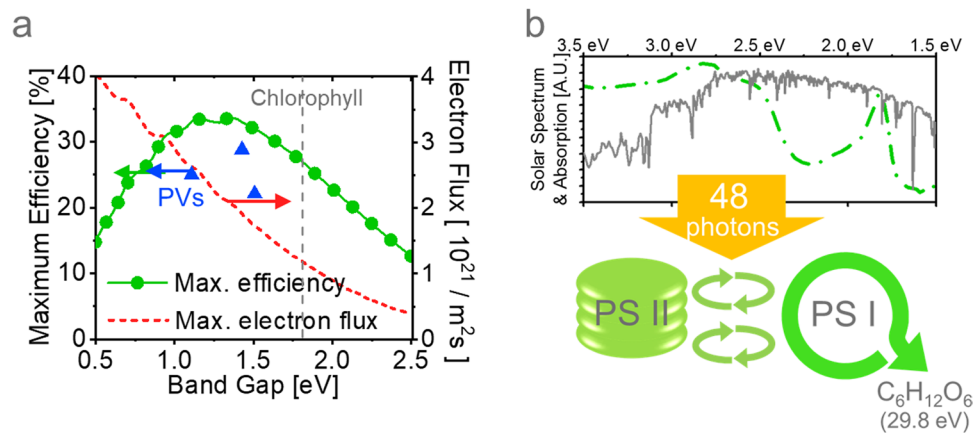 a
Maximum Efficiency [%]
40
30
20
10
0
Chlorophyll
PVs
Max. efficiency
Max. electron flux
4
3
2
1
0
Electron Flux [ 10²¹ / m²s ]
0.5 1.0 1.5 2.0 2.5
Band Gap [eV]
b
3.5 eV 3.0 eV 2.5 eV 2.0 eV 1.5 eV
Solar Spectrum
& Absorption [A.U.]
48
photons
PS II
PS I
C₆H₁₂O₆
(29.8 eV)